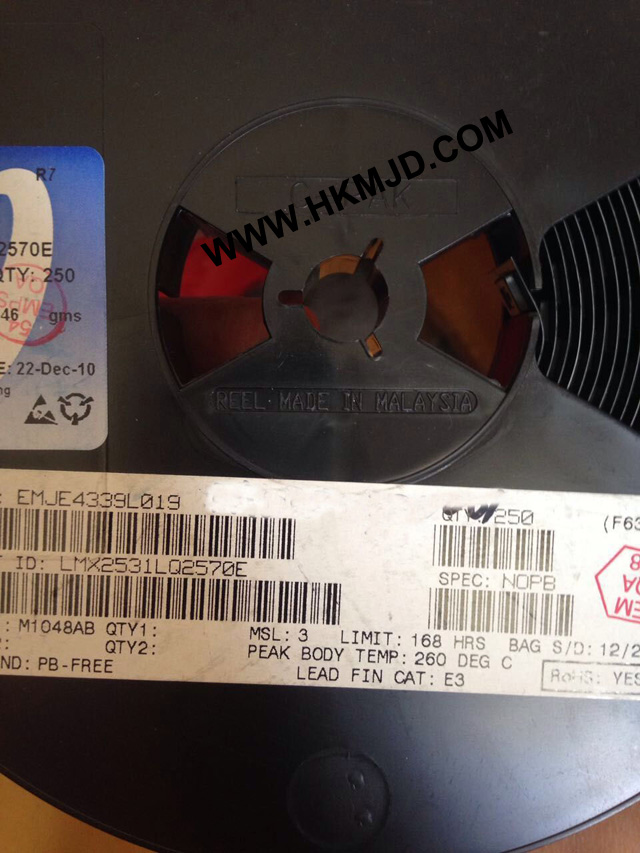 WWW.HKMJD.COM
R7
2570E
QTY: 250
46 gms
E: 22-Dec-10
ng
REEL MADE IN MALAYSIA
: EMJE4339L019
250
(F63
T ID: LMX2531LQ2570E
SPEC: NOPB
: M1048AB QTY1:
MSL: 3 LIMIT: 168 HRS BAG S/D: 12/2
QTY2:
PEAK BODY TEMP: 260 DEG C
ND: PB-FREE
LEAD FIN CAT: E3
RoHS: YES